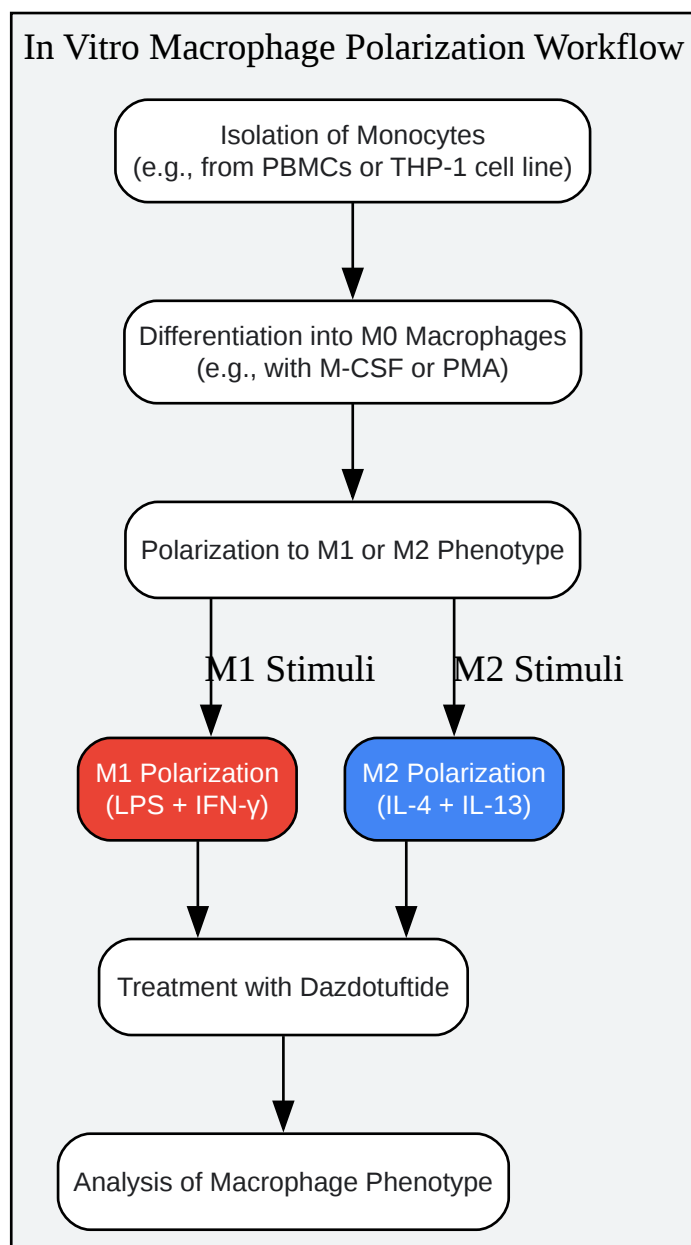 In Vitro Macrophage Polarization Workflow
Isolation of Monocytes
(e.g., from PBMCs or THP-1 cell line)
Differentiation into M0 Macrophages
(e.g., with M-CSF or PMA)
Polarization to M1 or M2 Phenotype
M1 Stimuli
M2 Stimuli
M1 Polarization
(LPS + IFN-γ)
M2 Polarization
(IL-4 + IL-13)
Treatment with Dazdotuftide
Analysis of Macrophage Phenotype